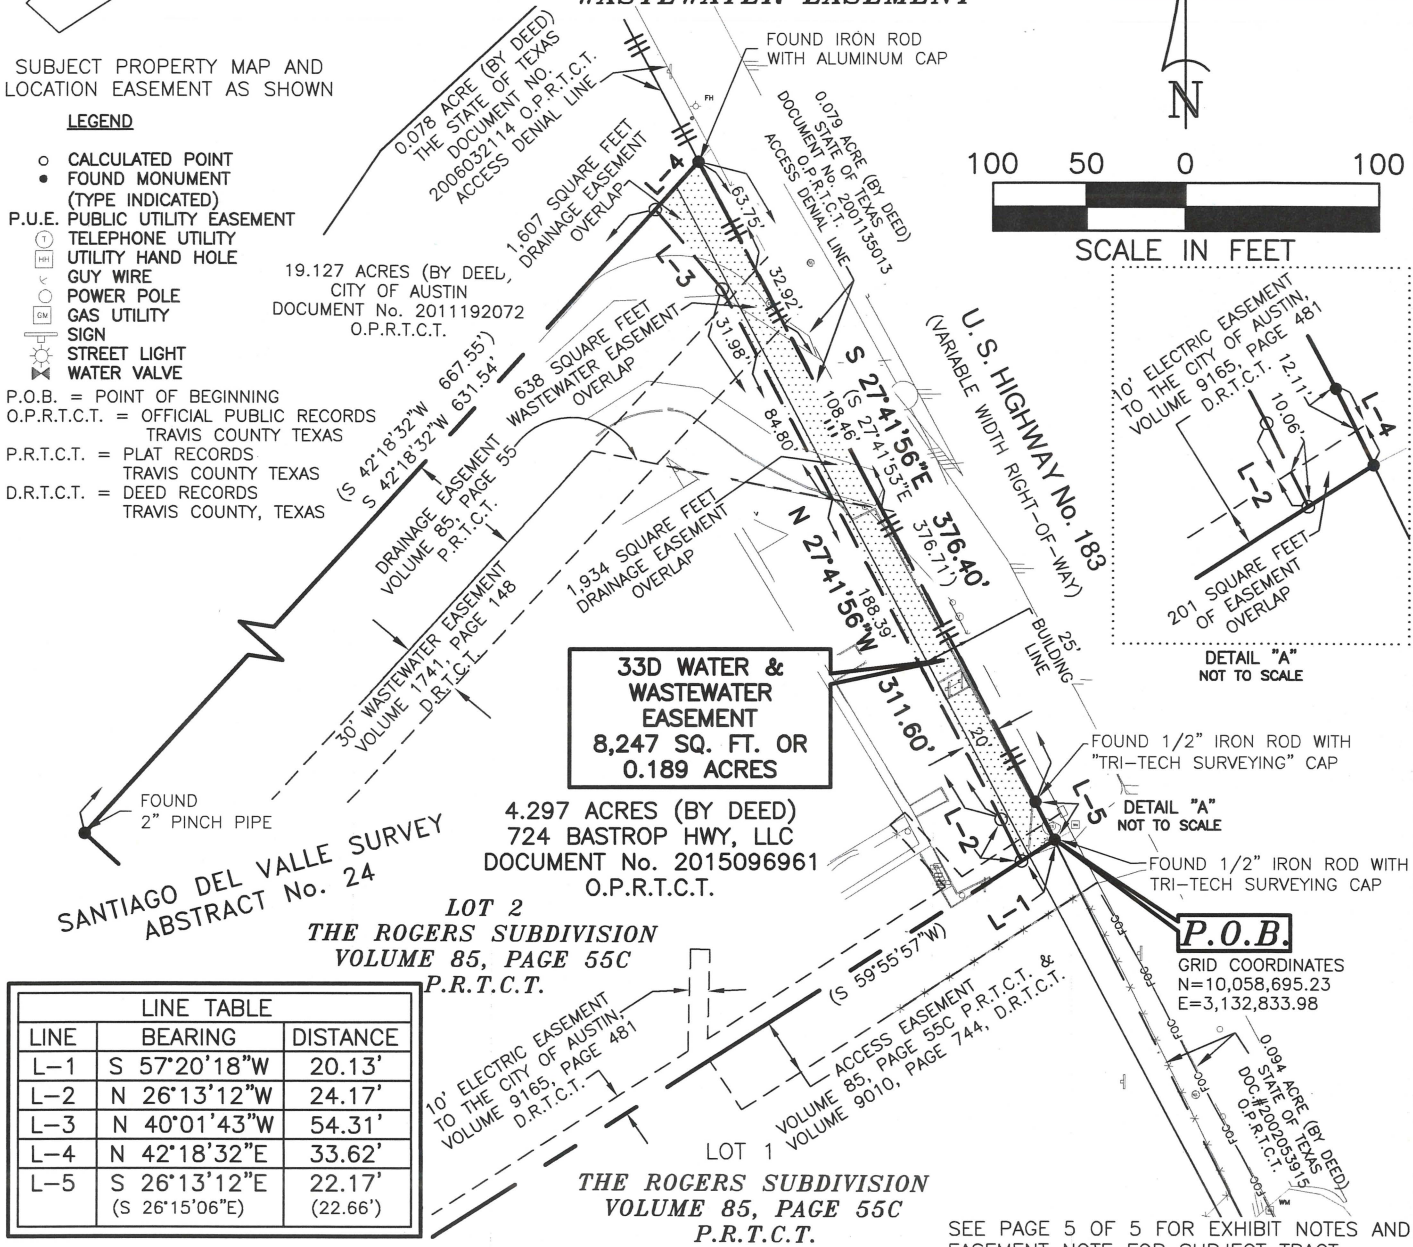 WASTEWATER EASEMENT
SUBJECT PROPERTY MAP AND
LOCATION EASEMENT AS SHOWN
LEGEND
CALCULATED POINT
FOUND MONUMENT
(TYPE INDICATED)
P.U.E. PUBLIC UTILITY EASEMENT
T TELEPHONE UTILITY
HH UTILITY HAND HOLE
GUY WIRE
POWER POLE
GM GAS UTILITY
SIGN
STREET LIGHT
WATER VALVE
P.O.B. = POINT OF BEGINNING
O.P.R.T.C.T. = OFFICIAL PUBLIC RECORDS
TRAVIS COUNTY TEXAS
P.R.T.C.T. = PLAT RECORDS
TRAVIS COUNTY TEXAS
D.R.T.C.T. = DEED RECORDS
TRAVIS COUNTY, TEXAS
0.078 ACRE (BY DEED)
THE STATE OF TEXAS
DOCUMENT NO.
2006032114 O.P.R.T.C.T.
ACCESS DENIAL LINE
FOUND IRON ROD
WITH ALUMINUM CAP
FH
0.079 ACRE (BY DEED)
STATE OF TEXAS
DOCUMENT No. 2001135013
O.P.R.T.C.T.
ACCESS DENIAL LINE
N
100 50 0 100
SCALE IN FEET
1,607 SQUARE FEET
DRAINAGE EASEMENT
OVERLAP
L-4
63.75'
L-3
32.92'
31.98'
19.127 ACRES (BY DEED,
CITY OF AUSTIN
DOCUMENT No. 2011192072
O.P.R.T.C.T.
638 SQUARE FEET
WASTEWATER EASEMENT
OVERLAP
(S 42°18'32"W 667.55')
S 42°18'32"W 631.54'
84.80'
108.46'
S 27°41'56"E 376.40'
(S 27°41'53"E 376.71')
U. S. HIGHWAY No. 183
(VARIABLE WIDTH RIGHT-OF-WAY)
10' ELECTRIC EASEMENT
TO THE CITY OF AUSTIN,
VOLUME 9165, PAGE 481
D.R.T.C.T.
12.11'
10.06'
L-4
L-2
201 SQUARE FEET
OF EASEMENT
OVERLAP
DETAIL "A"
NOT TO SCALE
DRAINAGE EASEMENT
VOLUME 85, PAGE 55
P.R.T.C.T.
1,934 SQUARE FEET
DRAINAGE EASEMENT
OVERLAP
30' WASTEWATER EASEMENT
VOLUME 1741, PAGE 148
D.R.T.C.T.
N 27°41'56"W 311.60'
188.39'
25'
BUILDING
LINE
20'
33D WATER &
WASTEWATER
EASEMENT
8,247 SQ. FT. OR
0.189 ACRES
FOUND 1/2" IRON ROD WITH
"TRI-TECH SURVEYING" CAP
L-5
DETAIL "A"
NOT TO SCALE
L-2
FOUND 1/2" IRON ROD WITH
TRI-TECH SURVEYING CAP
L-1
FOUND
2" PINCH PIPE
SANTIAGO DEL VALLE SURVEY
ABSTRACT No. 24
4.297 ACRES (BY DEED)
724 BASTROP HWY, LLC
DOCUMENT No. 2015096961
O.P.R.T.C.T.
LOT 2
THE ROGERS SUBDIVISION
VOLUME 85, PAGE 55C
P.R.T.C.T.
P.O.B.
GRID COORDINATES
N=10,058,695.23
E=3,132,833.98
(S 59°55'57"W)
10' ELECTRIC EASEMENT
TO THE CITY OF AUSTIN,
VOLUME 9165, PAGE 481
D.R.T.C.T.
ACCESS EASEMENT
VOLUME 85, PAGE 55C P.R.T.C.T. &
VOLUME 9010, PAGE 744, D.R.T.C.T.
FOC FOC FOC FOC FOC FOC FOC
0.094 ACRE (BY DEED)
STATE OF TEXAS
DOC.#2002053915
O.P.R.T.C.T.
WM
LINE TABLE
LINE BEARING DISTANCE
L-1 S 57°20'18"W 20.13'
L-2 N 26°13'12"W 24.17'
L-3 N 40°01'43"W 54.31'
L-4 N 42°18'32"E 33.62'
L-5 S 26°13'12"E 22.17'
(S 26°15'06"E) (22.66')
LOT 1
THE ROGERS SUBDIVISION
VOLUME 85, PAGE 55C
P.R.T.C.T.
SEE PAGE 5 OF 5 FOR EXHIBIT NOTES AND
EASEMENT NOTE FOR SUBJECT TRACT